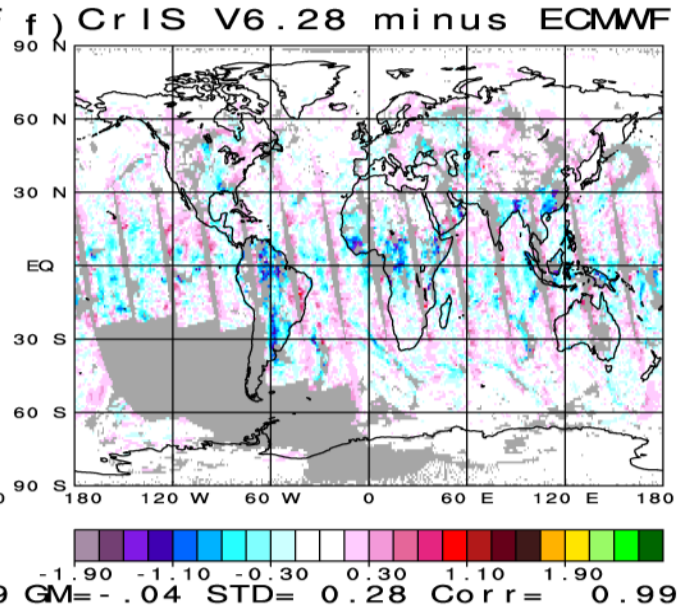 f) CrIS V6.28 minus ECMWF
90 N
60 N
30 N
EQ
30 S
60 S
90 S
180 120 W 60 W 0 60 E 120 E 180
-1.90 -1.10 -0.30 0.30 1.10 1.90
9 GM=-.04 STD= 0.28 Corr= 0.99